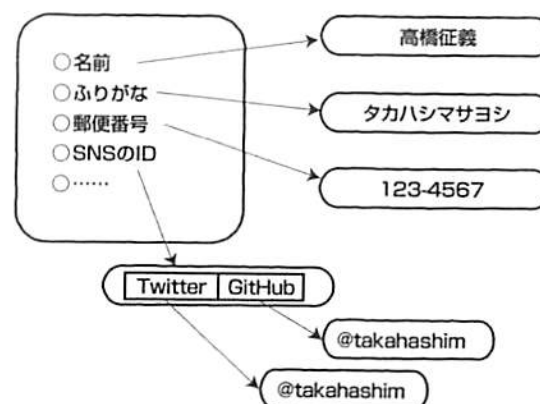 名前
ふりがな
郵便番号
SNSのID
……
高橋征義
タカハシマサヨシ
123-4567
Twitter GitHub
@takahashim
@takahashim